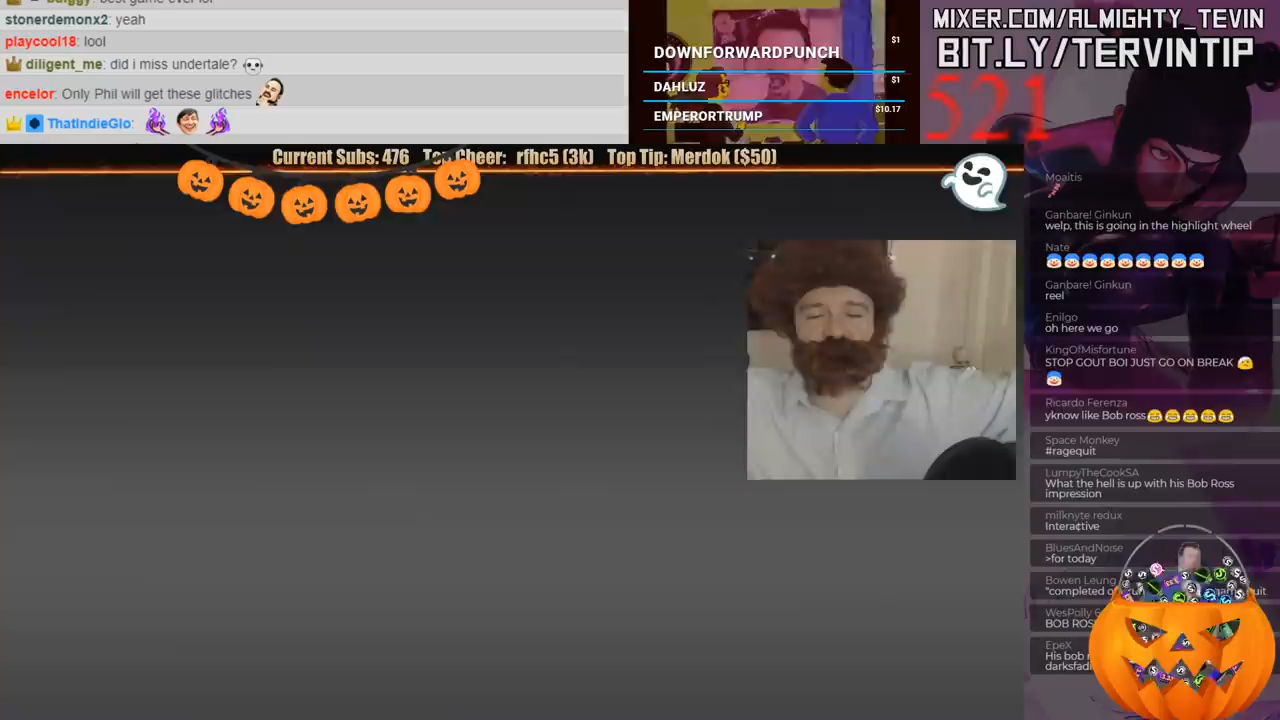 stonerdemonx2: yeah
playcool18: lool
diligent_me: did i miss undertale?
encelor: Only Phil will get these glitches
ThatIndieGlo:
DOWNFORWARDPUNCH
$1
DAHLUZ
$1
EMPERORTRUMP
$10.17
MIXER.COM/ALMIGHTY_TEVIN
BIT.LY/TERVINTIP
521
Current Subs: 476 Top Cheer: rfhc5 (3k) Top Tip: Merdok ($50)
Moaitis
Ganbare! Ginkun
welp, this is going in the highlight wheel
Nate
Ganbare! Ginkun
reel
Enilgo
oh here we go
KingOfMisfortune
STOP GOUT BOI JUST GO ON BREAK
Ricardo Ferenza
yknow like Bob ross
Space Monkey
#ragequit
LumpyTheCookSA
What the hell is up with his Bob Ross
impression
milknyte redux
Interactive
BluesAndNoise
>for today
Bowen Leung
"completed
WesPolly
BOB
EpeX
His bob